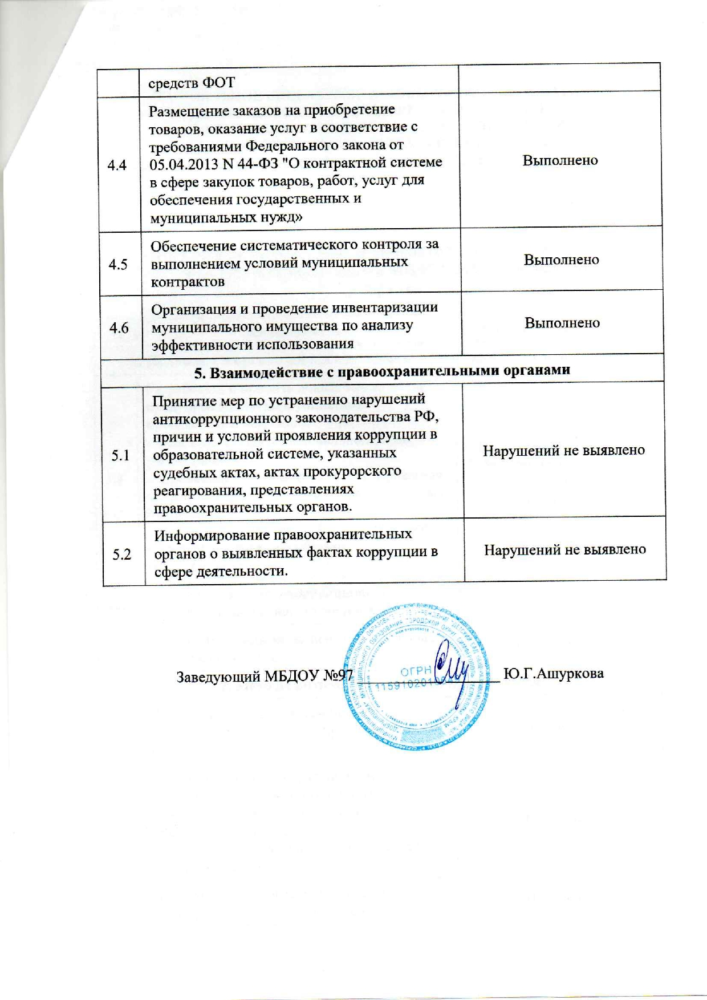 средств ФОТ
4.4
Размещение заказов на приобретение
товаров, оказание услуг в соответствие с
требованиями Федерального закона от
05.04.2013 N 44-ФЗ "О контрактной системе
в сфере закупок товаров, работ, услуг для
обеспечения государственных и
муниципальных нужд»
Выполнено
4.5
Обеспечение систематического контроля за
выполнением условий муниципальных
контрактов
Выполнено
4.6
Организация и проведение инвентаризации
муниципального имущества по анализу
эффективности использования
Выполнено
5. Взаимодействие с правоохранительными органами
5.1
Принятие мер по устранению нарушений
антикоррупционного законодательства РФ,
причин и условий проявления коррупции в
образовательной системе, указанных
судебных актах, актах прокурорского
реагирования, представлениях
правоохранительных органов.
Нарушений не выявлено
5.2
Информирование правоохранительных
органов о выявленных фактах коррупции в
сфере деятельности.
Нарушений не выявлено
Заведующий МБДОУ №97 Ю.Г.Ашуркова
ОГРН